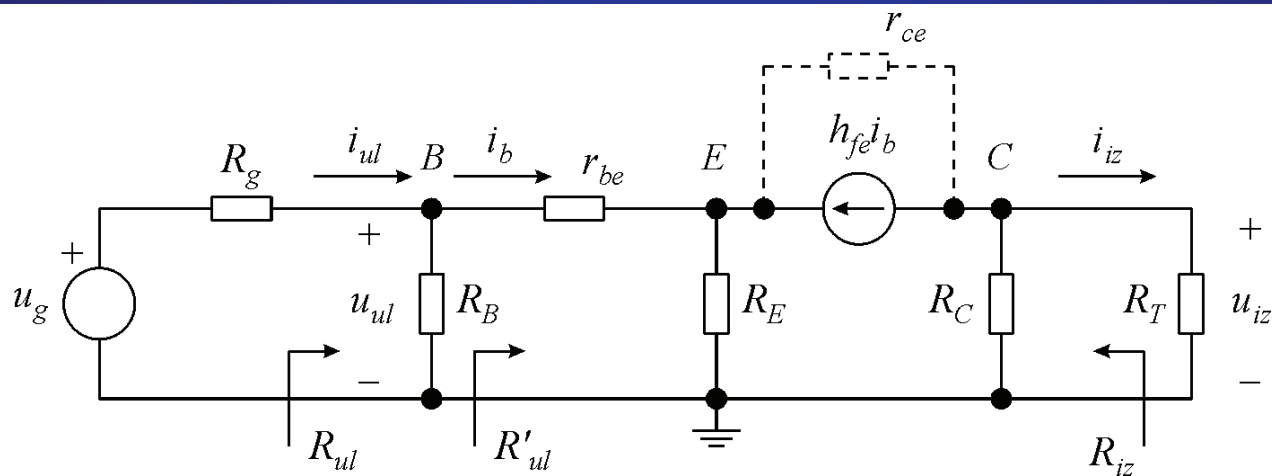 r_ce
h_fe i_b
i_ul B i_b r_be E C i_iz
R_g
+ + +
u_g u_ul R_B R_E R_C R_T u_iz
− −
R_ul R'_ul R_iz